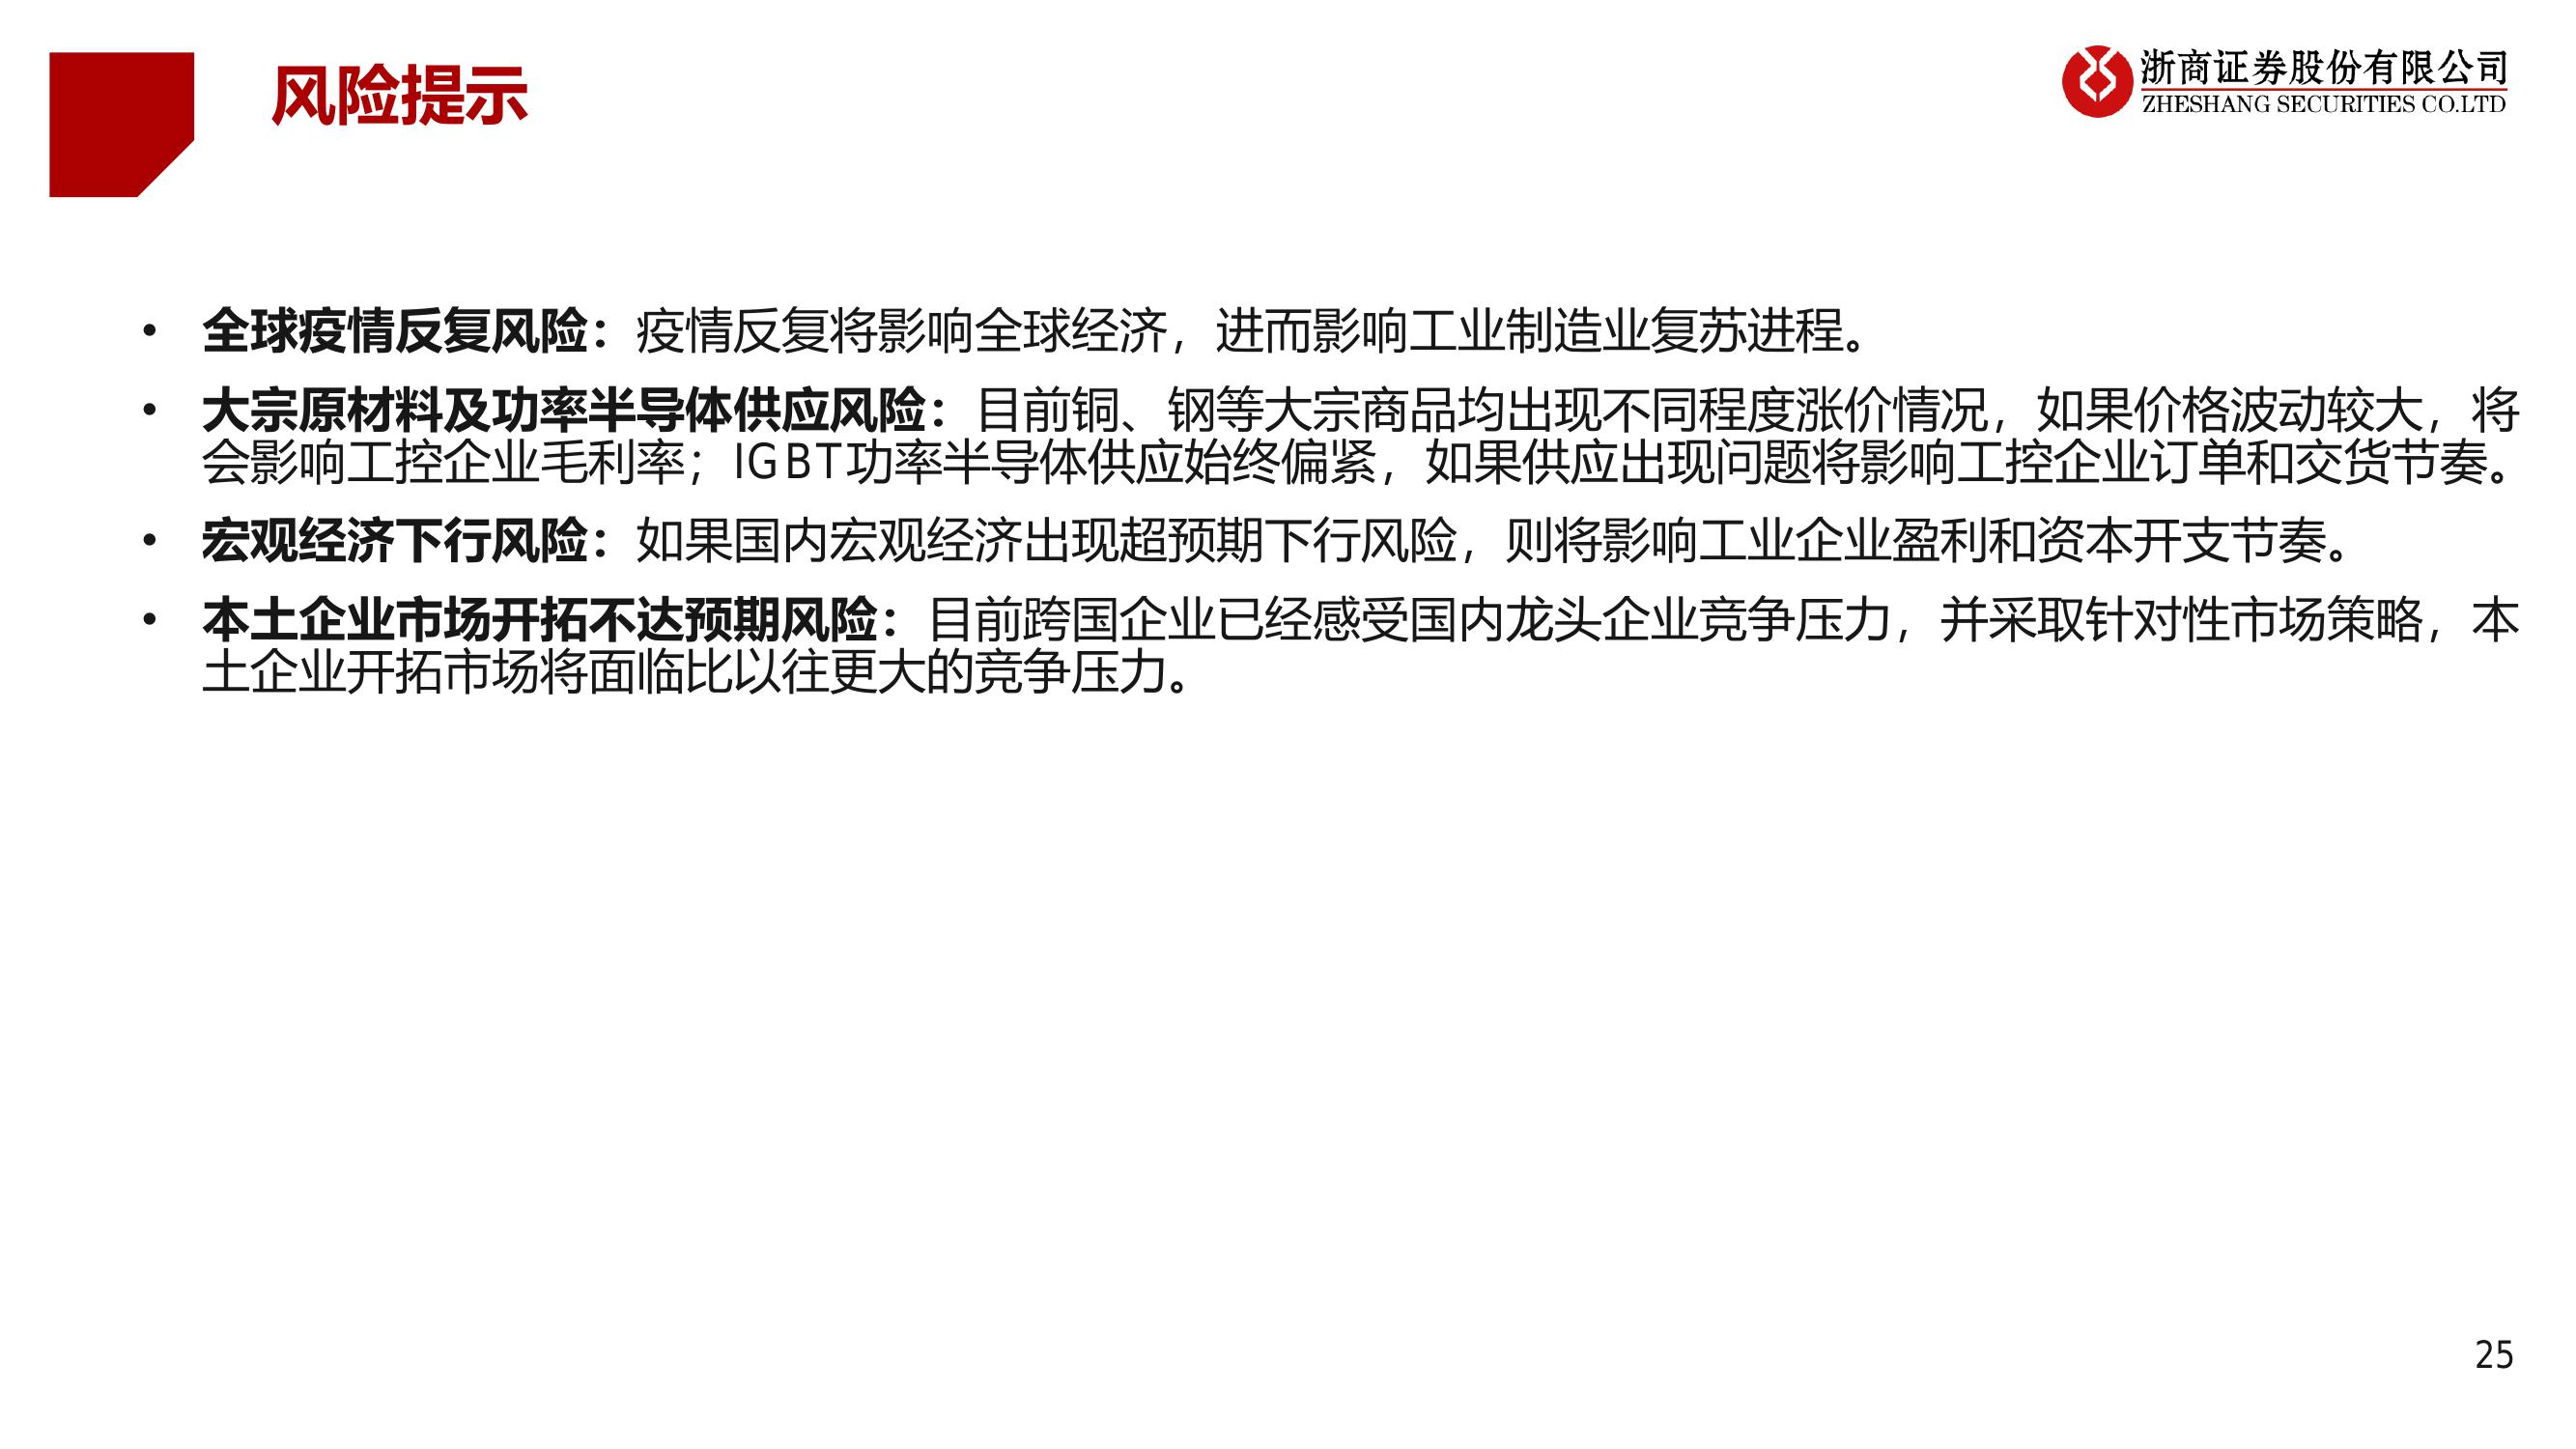 风险提示
浙商证券股份有限公司
ZHESHANG SECURITIES CO.LTD
• 全球疫情反复风险：疫情反复将影响全球经济，进而影响工业制造业复苏进程。
• 大宗原材料及功率半导体供应风险：目前铜、钢等大宗商品均出现不同程度涨价情况，如果价格波动较大，将
会影响工控企业毛利率；IGBT功率半导体供应始终偏紧，如果供应出现问题将影响工控企业订单和交货节奏。
• 宏观经济下行风险：如果国内宏观经济出现超预期下行风险，则将影响工业企业盈利和资本开支节奏。
• 本土企业市场开拓不达预期风险：目前跨国企业已经感受国内龙头企业竞争压力，并采取针对性市场策略，本
土企业开拓市场将面临比以往更大的竞争压力。
25